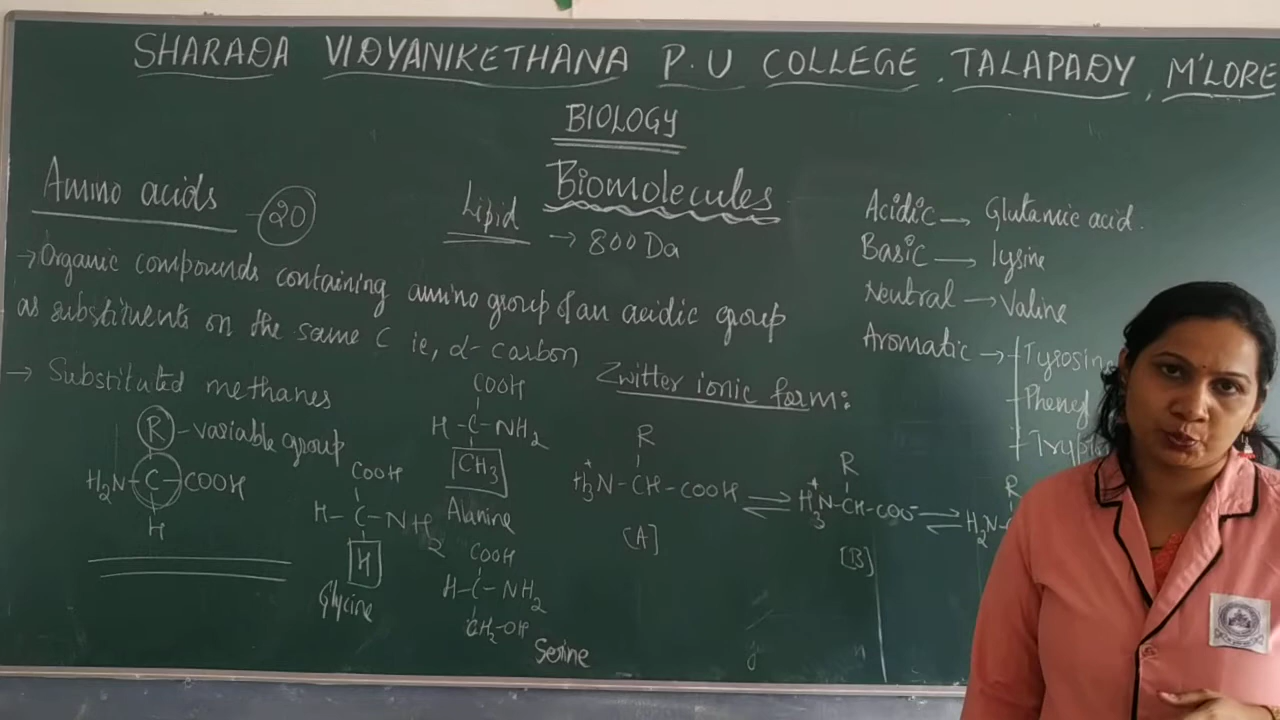 SHARADA VIDYANIKETHANA P.U COLLEGE, TALAPADY, M'LORE
BIOLOGY
Biomolecules
Amino acids - 20
→ Organic compounds containing amino group & an acidic group
as substituents on the same C ie, α-carbon
→ Substituted methanes
R - variable group
H₂N-C-COOH
H
COOH
H-C-NH₂
H
Glycine
Lipid
→ 800 Da
COOH
H-C-NH₂
CH₃
Alanine
COOH
H-C-NH₂
CH₂-OH
Serine
Zwitter ionic form:
R
H₃⁺N-CH-COOH ⇌
[A]
R
H₃⁺N-CH-COO⁻ ⇌
[B]
R
H₂N-
Acidic → Glutamic acid.
Basic → lysine
Neutral → Valine
Aromatic → Tyrosine